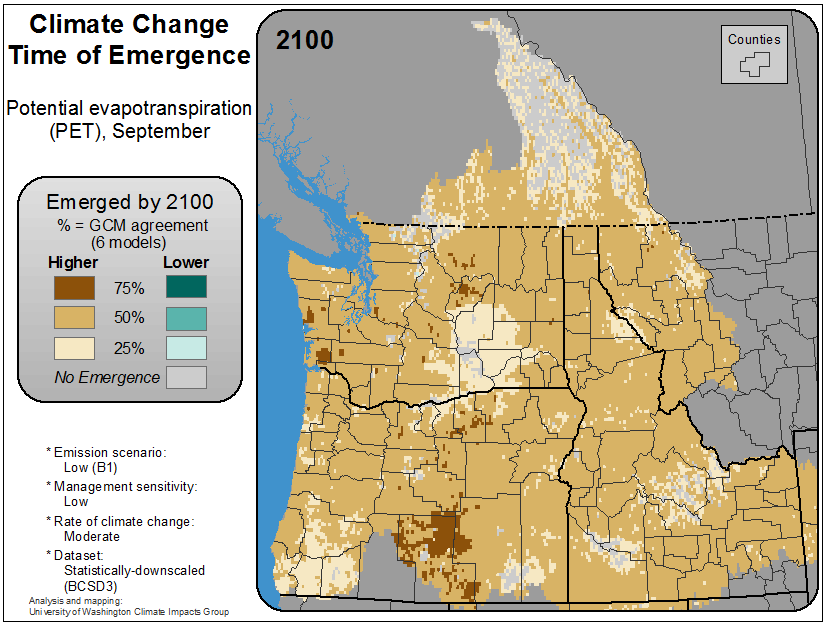 Climate Change
Time of Emergence
Potential evapotranspiration
(PET), September
Emerged by 2100
% = GCM agreement
(6 models)
Higher Lower
75%
50%
25%
No Emergence
* Emission scenario:
Low (B1)
* Management sensitivity:
Low
* Rate of climate change:
Moderate
* Dataset:
Statistically-downscaled
(BCSD3)
Analysis and mapping:
University of Washington Climate Impacts Group
2100
Counties